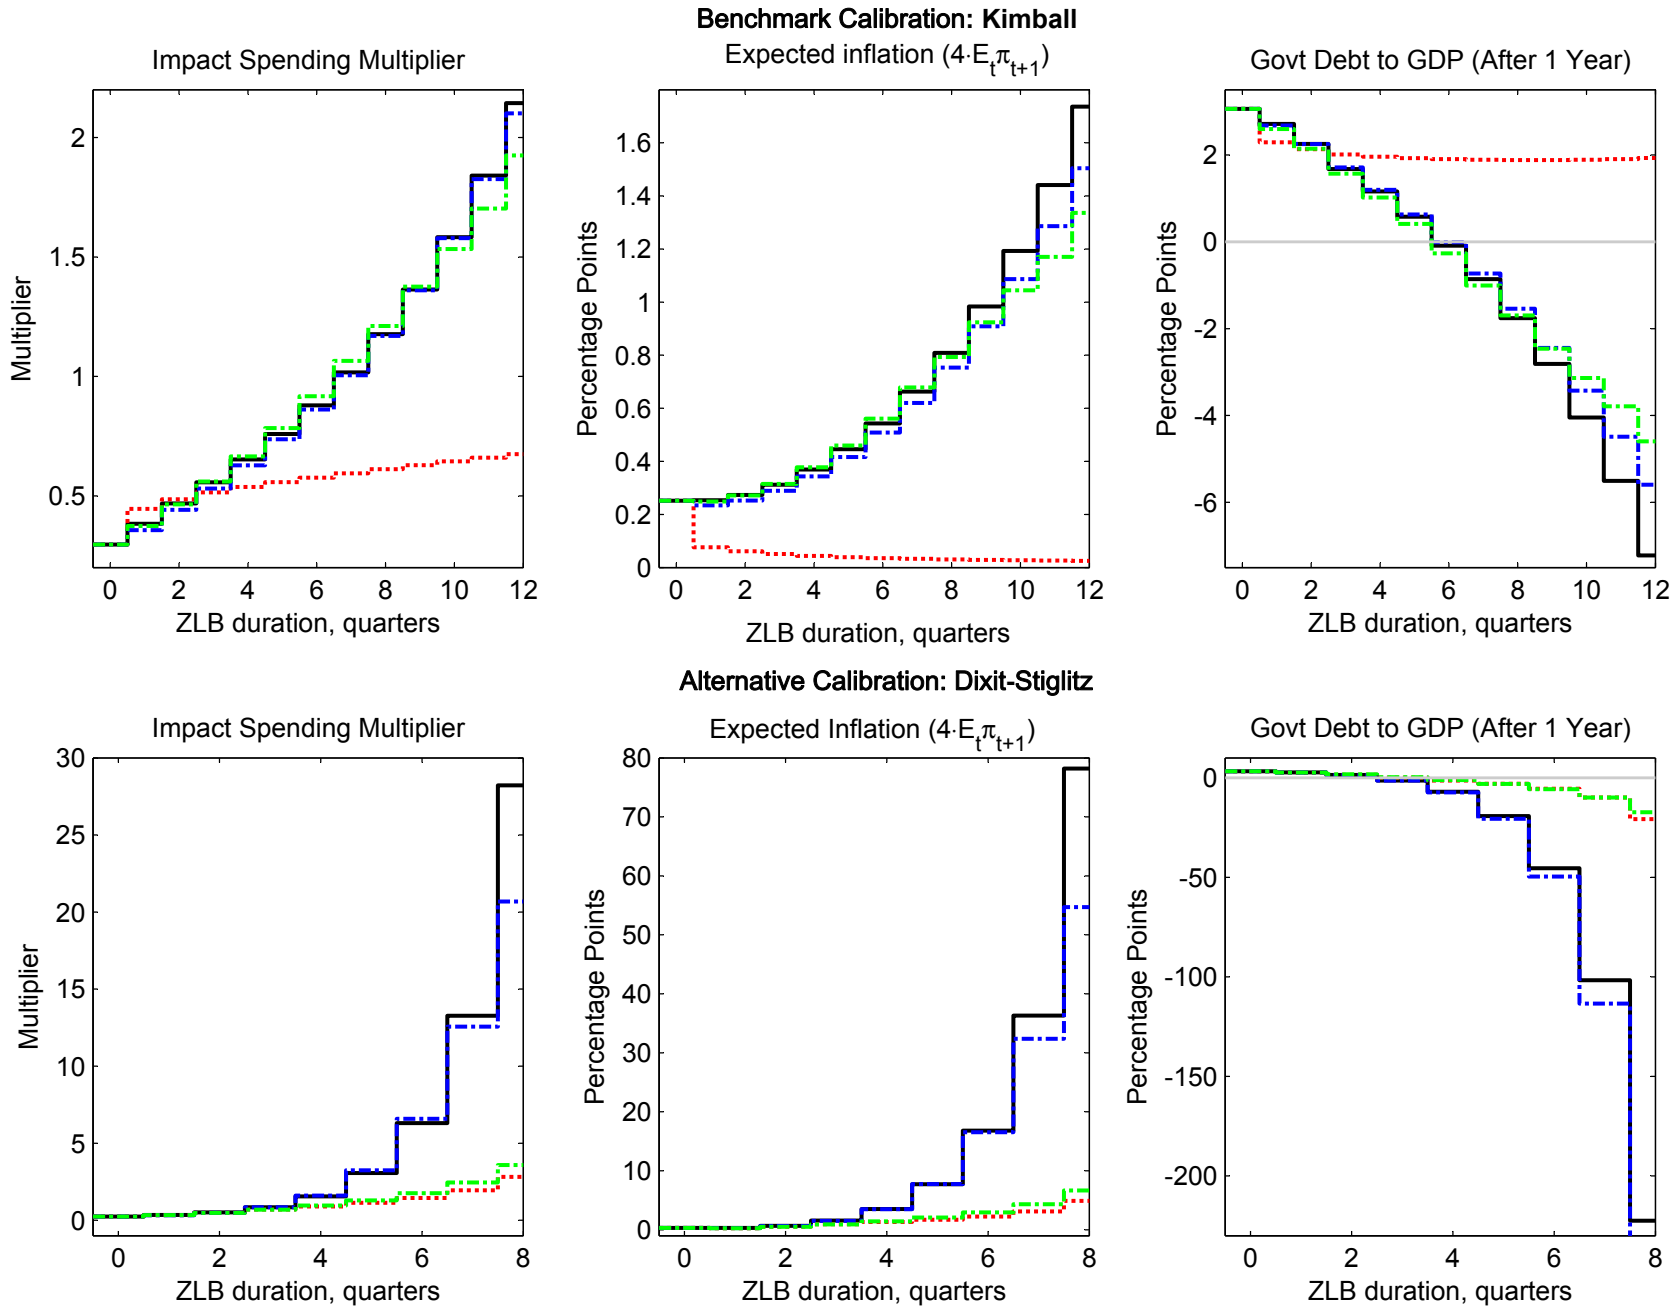 Benchmark Calibration: Kimball
Impact Spending Multiplier
Expected inflation (4·E_tπ_{t+1})
Govt Debt to GDP (After 1 Year)
Multiplier
2
1.5
1
0.5
0 2 4 6 8 10 12
ZLB duration, quarters
Percentage Points
1.6
1.4
1.2
1
0.8
0.6
0.4
0.2
0
0 2 4 6 8 10 12
ZLB duration, quarters
Percentage Points
2
0
-2
-4
-6
0 2 4 6 8 10 12
ZLB duration, quarters
Alternative Calibration: Dixit-Stiglitz
Impact Spending Multiplier
Expected Inflation (4·E_tπ_{t+1})
Govt Debt to GDP (After 1 Year)
Multiplier
30
25
20
15
10
5
0
0 2 4 6 8
ZLB duration, quarters
Percentage Points
80
70
60
50
40
30
20
10
0
0 2 4 6 8
ZLB duration, quarters
Percentage Points
0
-50
-100
-150
-200
0 2 4 6 8
ZLB duration, quarters